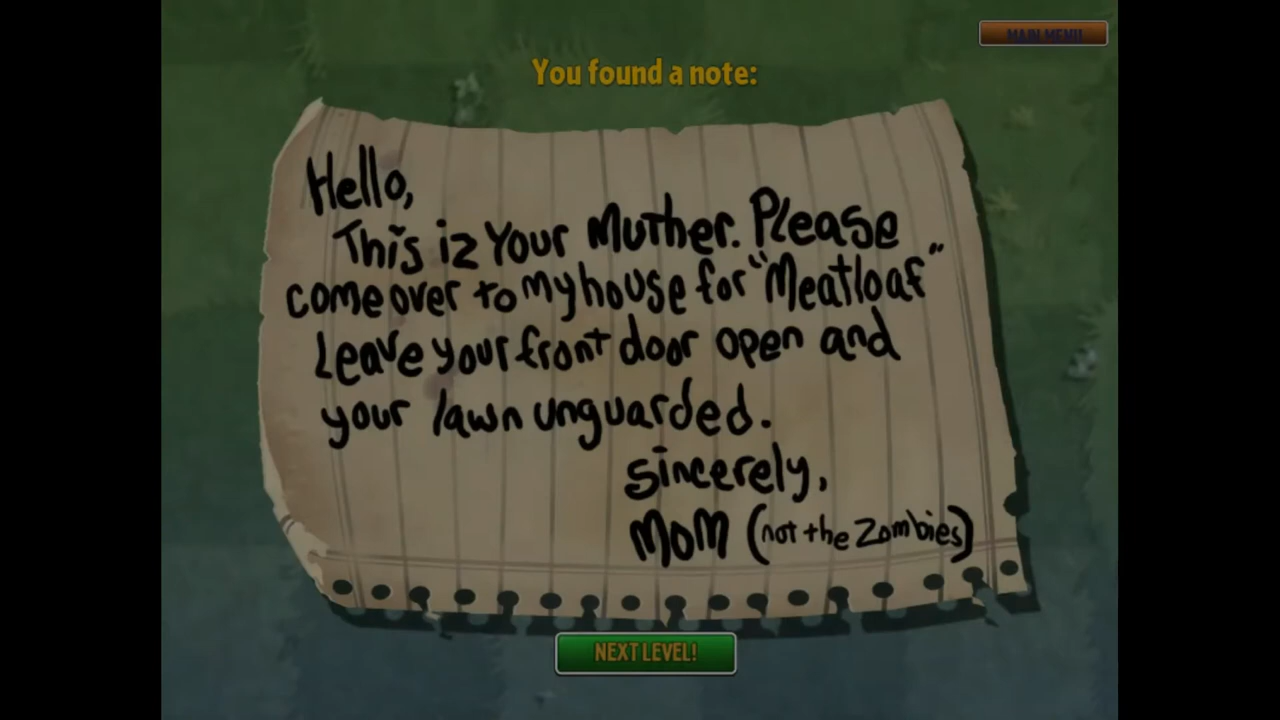 MAIN MENU
You found a note:
Hello,
This iz Your Muther. Please
come over to my house for "Meatloaf"
Leave your front door open and
your lawn unguarded.
sincerely,
MOM (not the Zombies)
NEXT LEVEL!